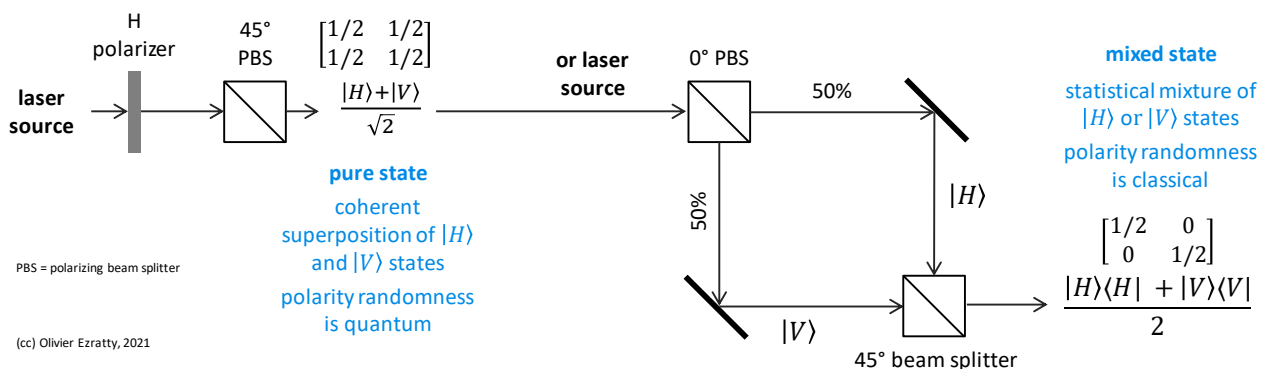 H
polarizer
laser
source
45°
PBS
[1/2 1/2]
[1/2 1/2]
|H⟩+|V⟩
√2
pure state
coherent
superposition of |H⟩
and |V⟩ states
polarity randomness
is quantum
PBS = polarizing beam splitter
(cc) Olivier Ezratty, 2021
or laser
source
0° PBS
50%
50%
|H⟩
|V⟩
45° beam splitter
mixed state
statistical mixture of
|H⟩ or |V⟩ states
polarity randomness
is classical
[1/2 0]
[0 1/2]
|H⟩⟨H| + |V⟩⟨V|
2